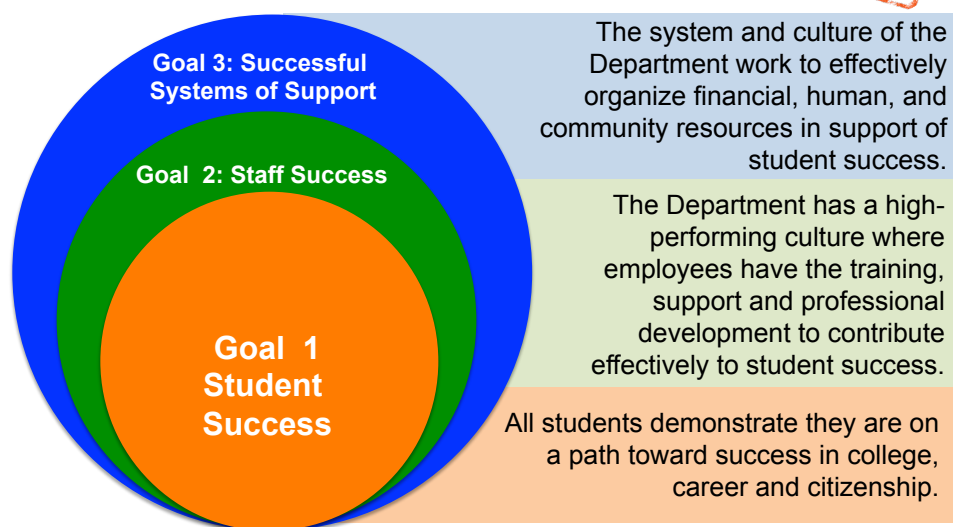 Goal 3: Successful
Systems of Support
The system and culture of the
Department work to effectively
organize financial, human, and
community resources in support of
student success.
Goal 2: Staff Success
The Department has a high-
performing culture where
employees have the training,
support and professional
development to contribute
effectively to student success.
Goal 1
Student
Success
All students demonstrate they are on
a path toward success in college,
career and citizenship.